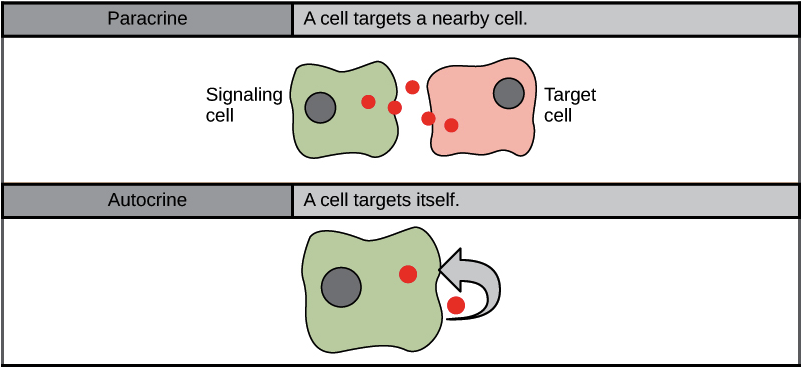 Paracrine
A cell targets a nearby cell.
Signaling
cell
Target
cell
Autocrine
A cell targets itself.